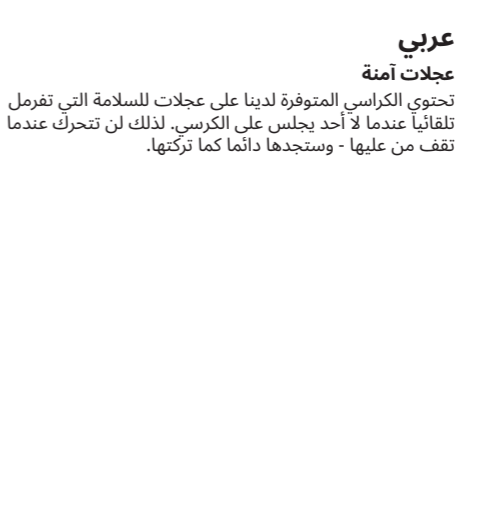 عربي
عجلات آمنة
تحتوي الكراسي المتوفرة لدينا على عجلات للسلامة التي تفرمل
تلقائياً عندما لا أحد يجلس على الكرسي. لذلك لن تتحرك عندما
تقف من عليها - وستجدها دائما كما تركتها.